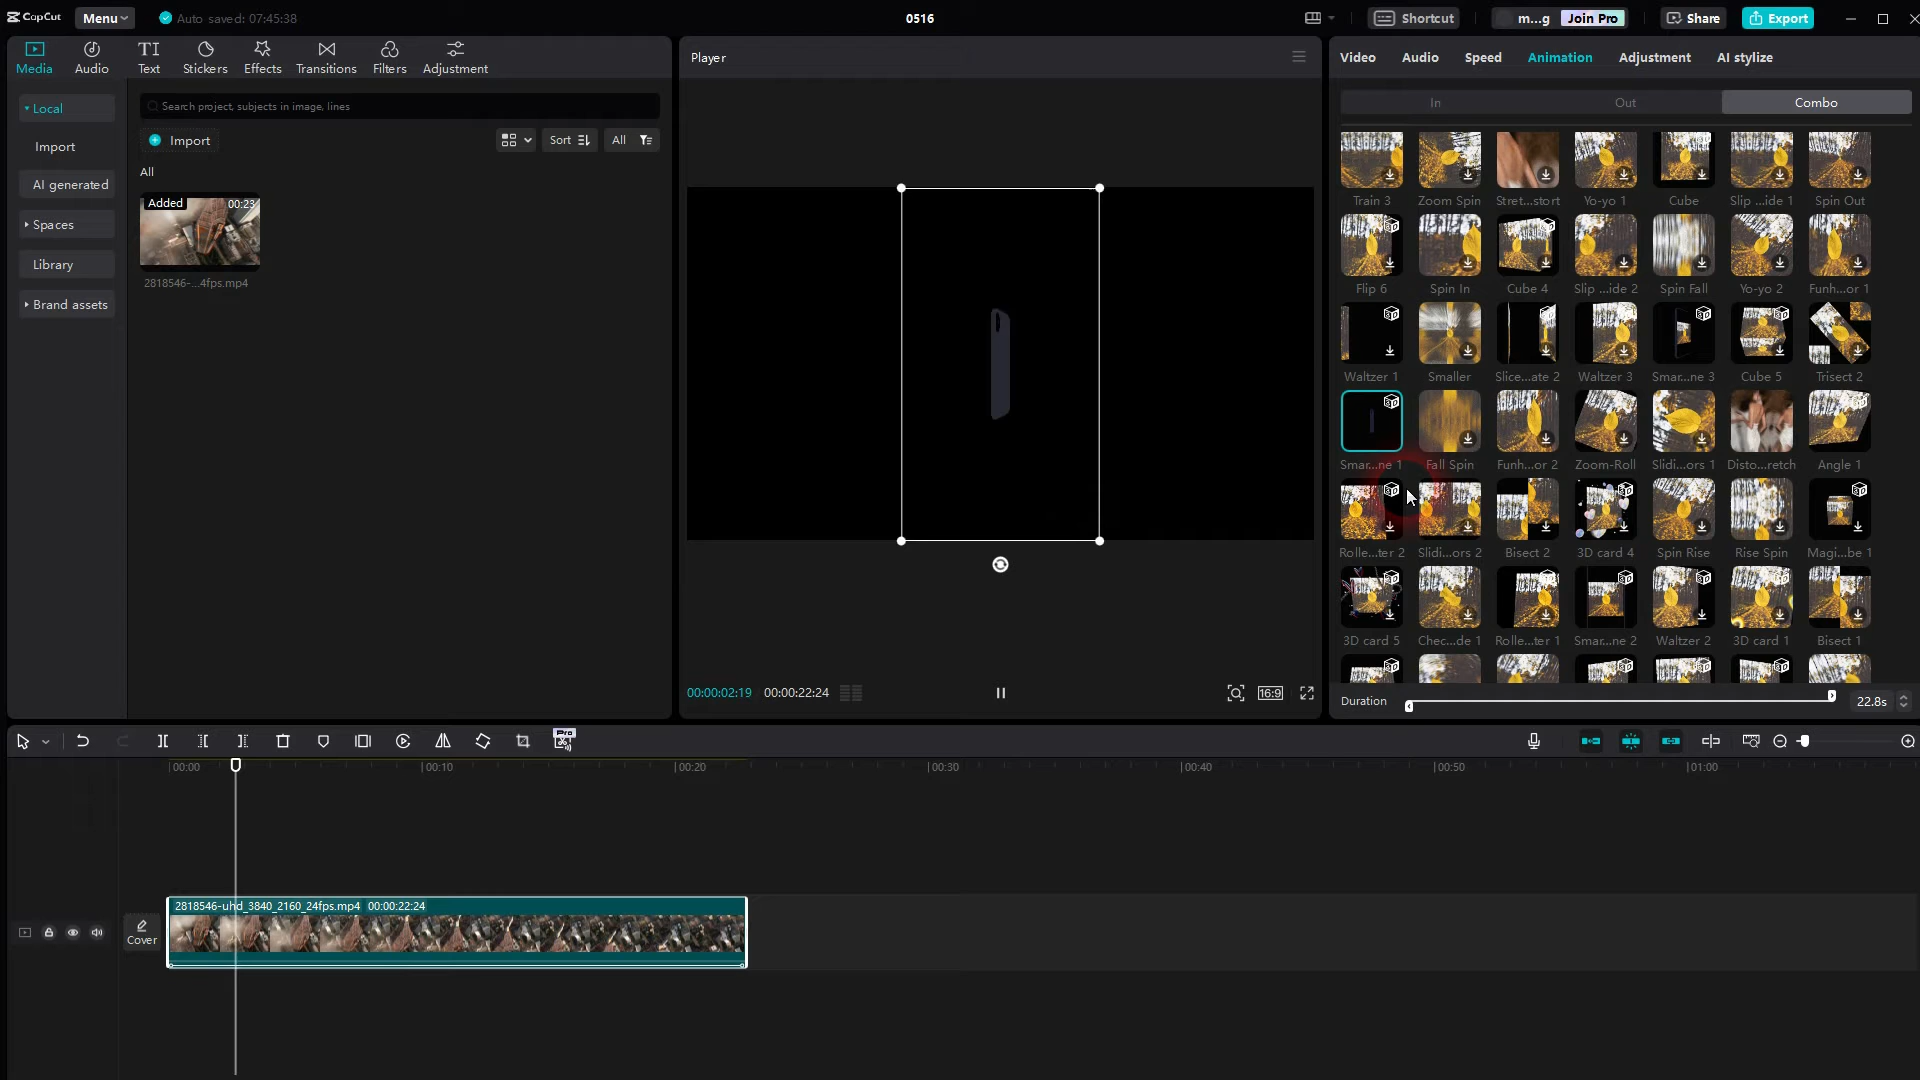 CapCut
Menu
Auto saved: 07:45:38
0516
Shortcut
m...g
Join Pro
Share
Export
Media
Audio
Text
Stickers
Effects
Transitions
Filters
Adjustment
Local
Import
AI generated
Spaces
Library
Brand assets
Search project, subjects in image, lines
Import
Sort
All
All
Added
00:23
2818546-...4fps.mp4
Player
00:00:02:19
00:00:22:24
16:9
Video
Audio
Speed
Animation
Adjustment
AI stylize
In
Out
Combo
Train 3
Zoom Spin
Stret...stort
Yo-yo 1
Cube
Slip ...ide 1
Spin Out
Flip 6
Spin In
Cube 4
Slip ...ide 2
Spin Fall
Yo-yo 2
Funh...or 1
Waltzer 1
Smaller
Slice...ate 2
Waltzer 3
Smar...ne 3
Cube 5
Trisect 2
Smar...ne 1
Fall Spin
Funh...or 2
Zoom-Roll
Slidi...ors 1
Disto...retch
Angle 1
Rolle...ter 2
Slidi...ors 2
Bisect 2
3D card 4
Spin Rise
Rise Spin
Magi...be 1
3D card 5
Chec...de 1
Rolle...ter 1
Smar...ne 2
Waltzer 2
3D card 1
Bisect 1
Duration
22.8s
Pro
00:00
00:10
00:20
00:30
00:40
00:50
01:00
Cover
2818546-uhd_3840_2160_24fps.mp4
00:00:22:24